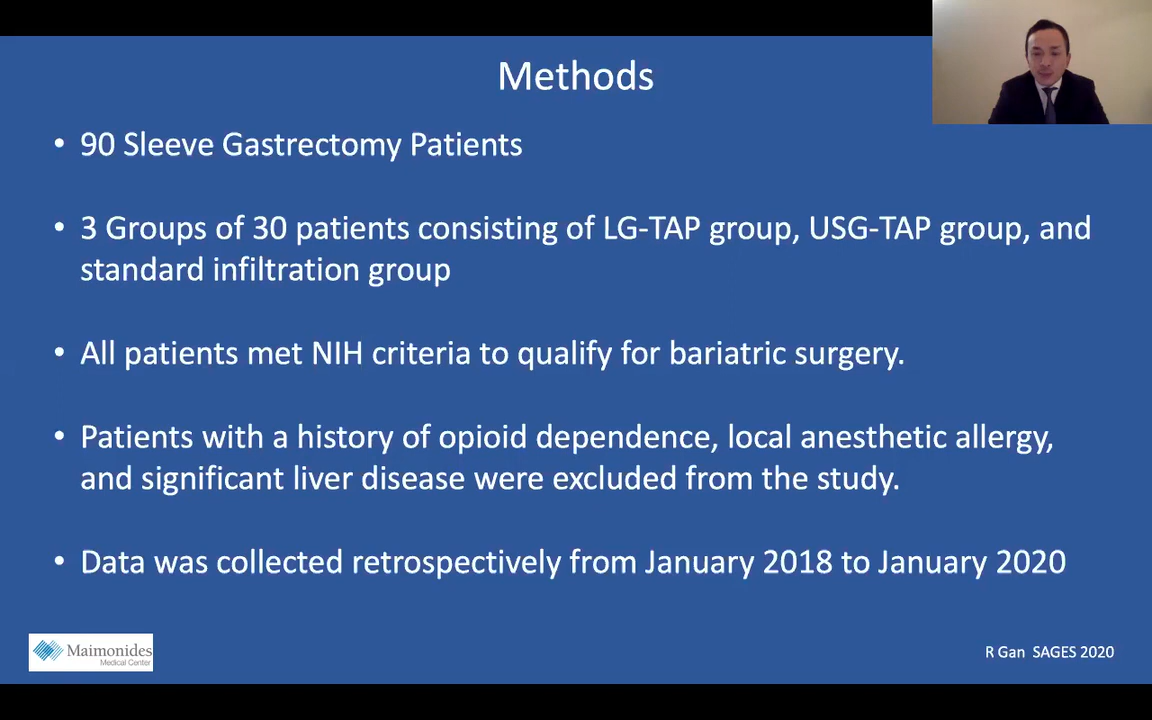 Methods
• 90 Sleeve Gastrectomy Patients
• 3 Groups of 30 patients consisting of LG-TAP group, USG-TAP group, and
standard infiltration group
• All patients met NIH criteria to qualify for bariatric surgery.
• Patients with a history of opioid dependence, local anesthetic allergy,
and significant liver disease were excluded from the study.
• Data was collected retrospectively from January 2018 to January 2020
Maimonides
Medical Center
R Gan SAGES 2020